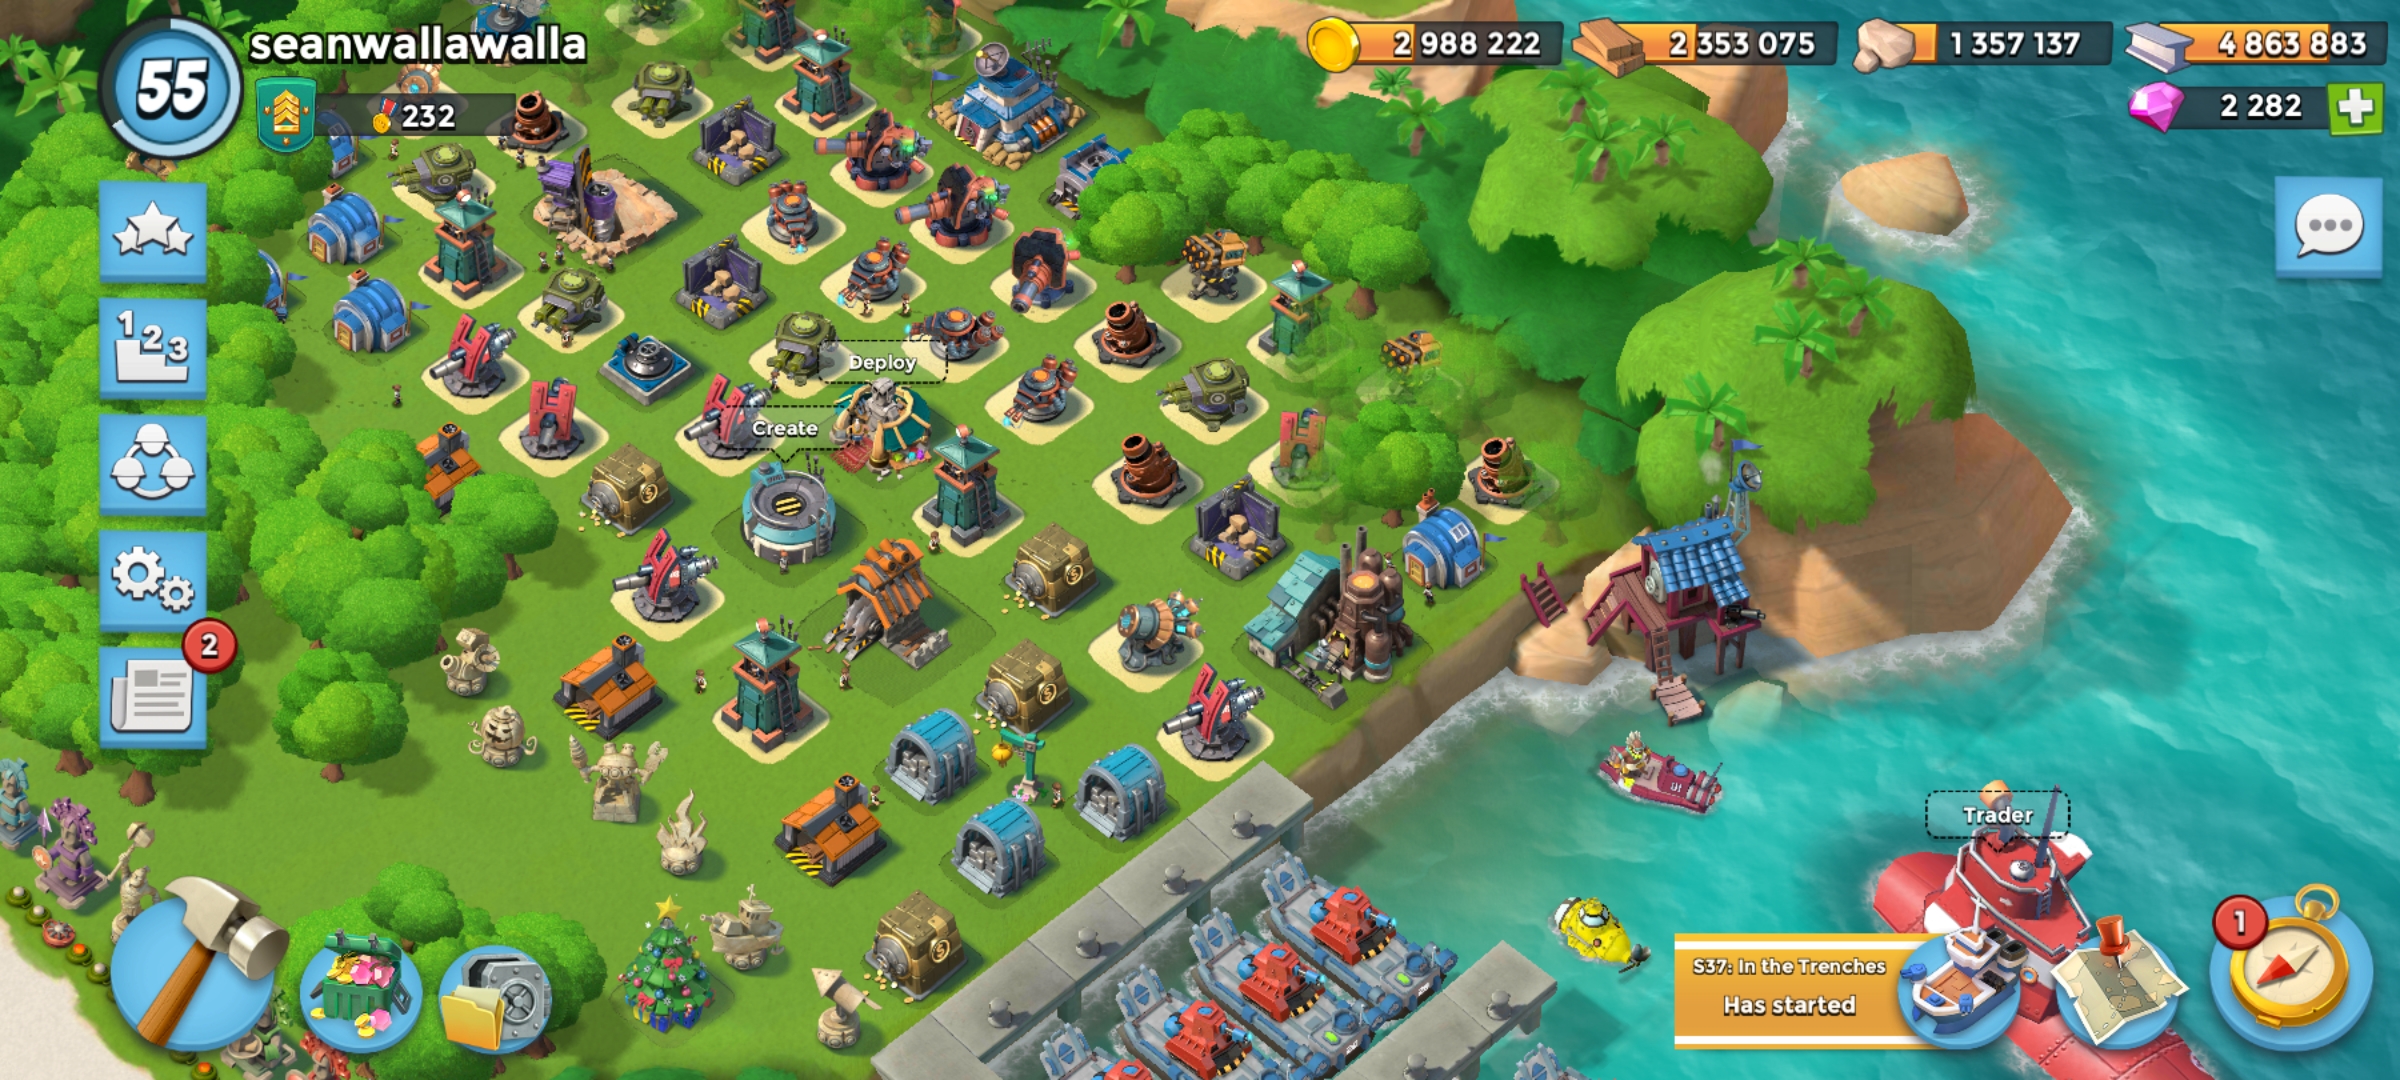 55
seanwallawalla
232
2 988 222
2 353 075
1 357 137
4 863 883
2 282
123
Deploy
Create
2
Trader
S37: In the Trenches
Has started
1